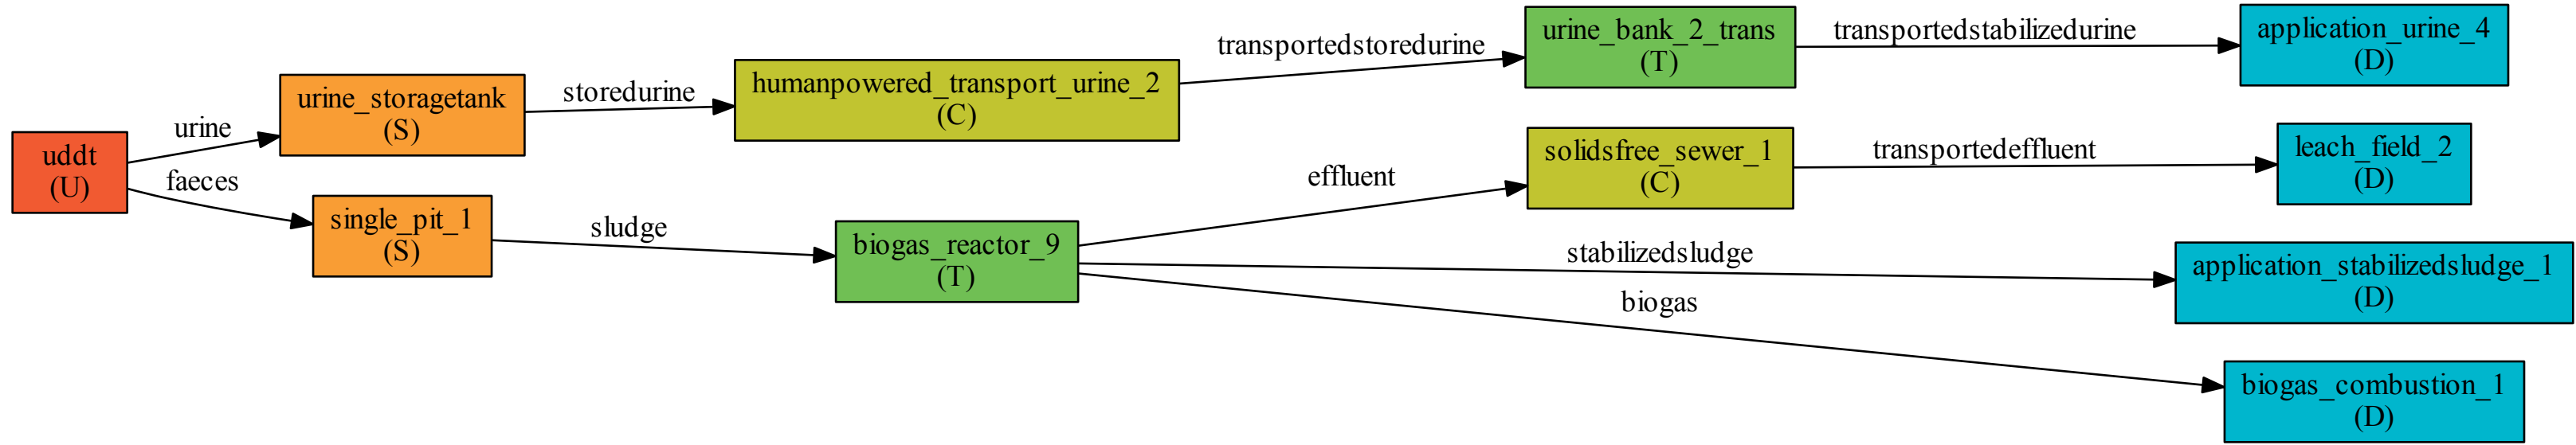 uddt
(U)
urine
faeces
urine_storagetank
(S)
single_pit_1
(S)
storedurine
sludge
humanpowered_transport_urine_2
(C)
biogas_reactor_9
(T)
transportedstoredurine
effluent
stabilizedsludge
biogas
urine_bank_2_trans
(T)
solidsfree_sewer_1
(C)
transportedstabilizedurine
transportedeffluent
application_urine_4
(D)
leach_field_2
(D)
application_stabilizedsludge_1
(D)
biogas_combustion_1
(D)